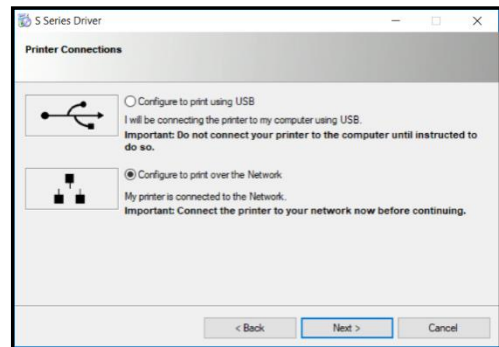 S Series Driver
Printer Connections
Configure to print using USB
I will be connecting the printer to my computer using USB.
Important: Do not connect your printer to the computer until instructed to
do so.
Configure to print over the Network
My printer is connected to the Network.
Important: Connect the printer to your network now before continuing.
< Back
Next >
Cancel